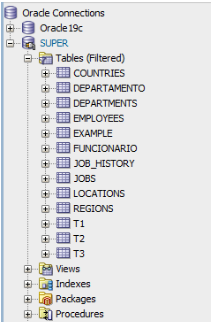 Oracle Connections
Oracle19c
SUPER
Tables (Filtered)
COUNTRIES
DEPARTAMENTO
DEPARTMENTS
EMPLOYEES
EXAMPLE
FUNCIONARIO
JOB_HISTORY
JOBS
LOCATIONS
REGIONS
T1
T2
T3
Views
Indexes
Packages
Procedures